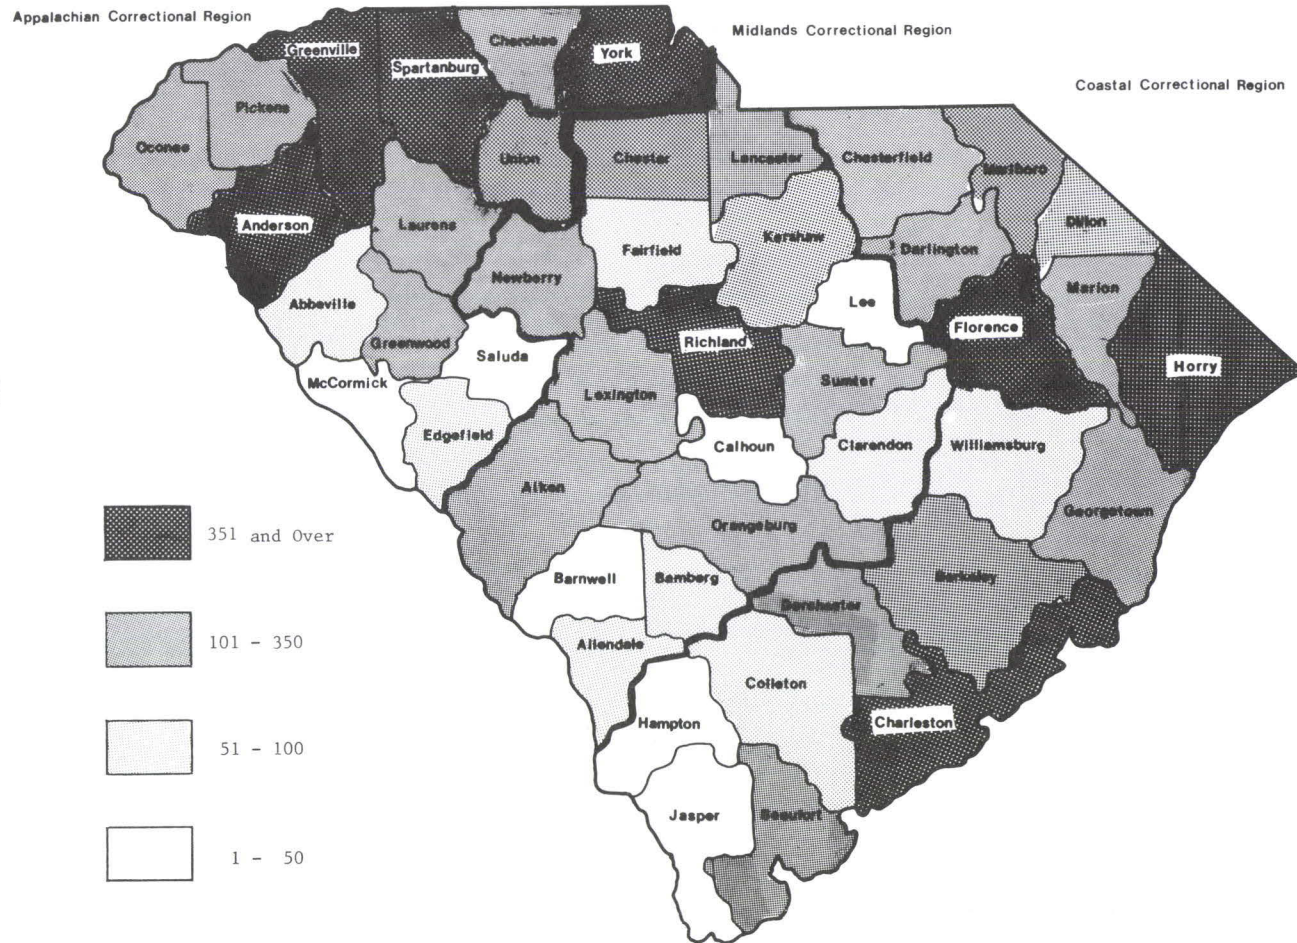 Appalachian Correctional Region
Midlands Correctional Region
Coastal Correctional Region
Greenville
Spartanburg
Cherokee
York
Pickens
Oconee
Union
Chester
Lancaster
Chesterfield
Marlboro
Dillon
Anderson
Laurens
Newberry
Fairfield
Kershaw
Darlington
Lee
Marion
Abbeville
Greenwood
Saluda
Richland
Florence
Horry
McCormick
Edgefield
Lexington
Sumter
Calhoun
Clarendon
Williamsburg
Aiken
Orangeburg
Georgetown
Barnwell
Bamberg
Berkeley
Dorchester
Allendale
Colleton
Hampton
Charleston
Jasper
Beaufort
351 and Over
101 - 350
51 - 100
1 - 50